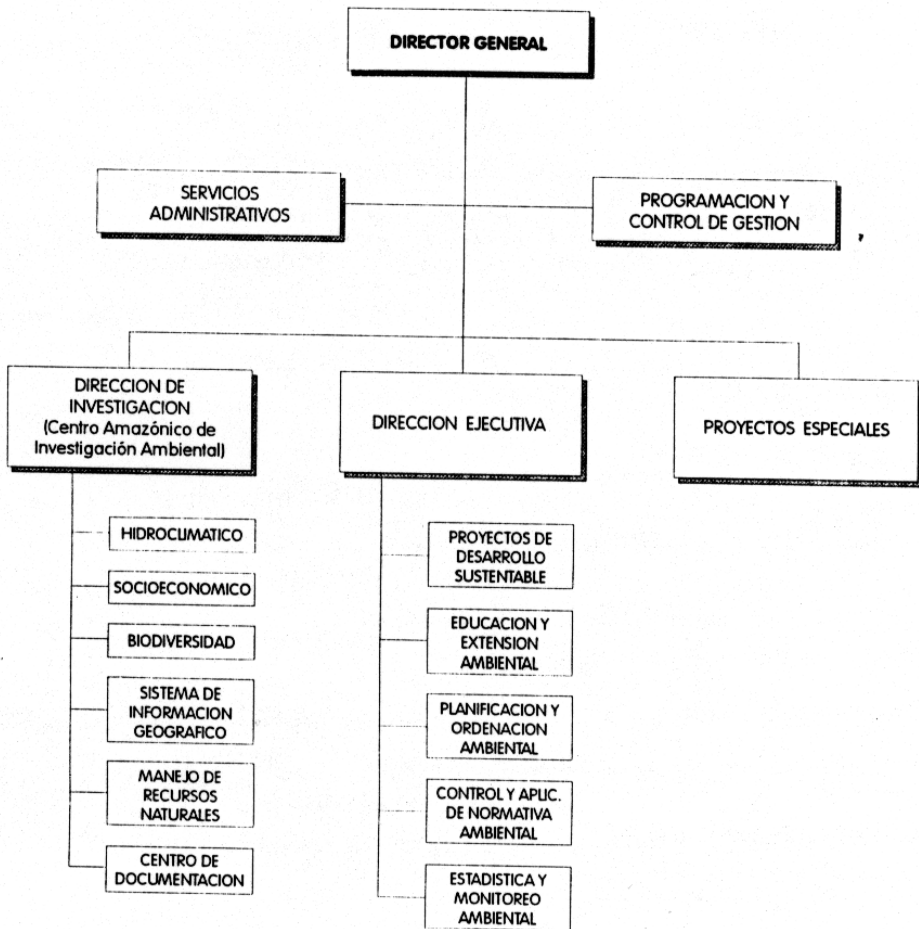 DIRECTOR GENERAL
SERVICIOS
ADMINISTRATIVOS
PROGRAMACION Y
CONTROL DE GESTION
DIRECCION DE
INVESTIGACION
(Centro Amazónico de
Investigación Ambiental)
DIRECCION EJECUTIVA
PROYECTOS ESPECIALES
HIDROCLIMATICO
SOCIOECONOMICO
BIODIVERSIDAD
SISTEMA DE
INFORMACION
GEOGRAFICO
MANEJO DE
RECURSOS
NATURALES
CENTRO DE
DOCUMENTACION
PROYECTOS DE
DESARROLLO
SUSTENTABLE
EDUCACION Y
EXTENSION
AMBIENTAL
PLANIFICACION Y
ORDENACION
AMBIENTAL
CONTROL Y APLIC.
DE NORMATIVA
AMBIENTAL
ESTADISTICA Y
MONITOREO
AMBIENTAL